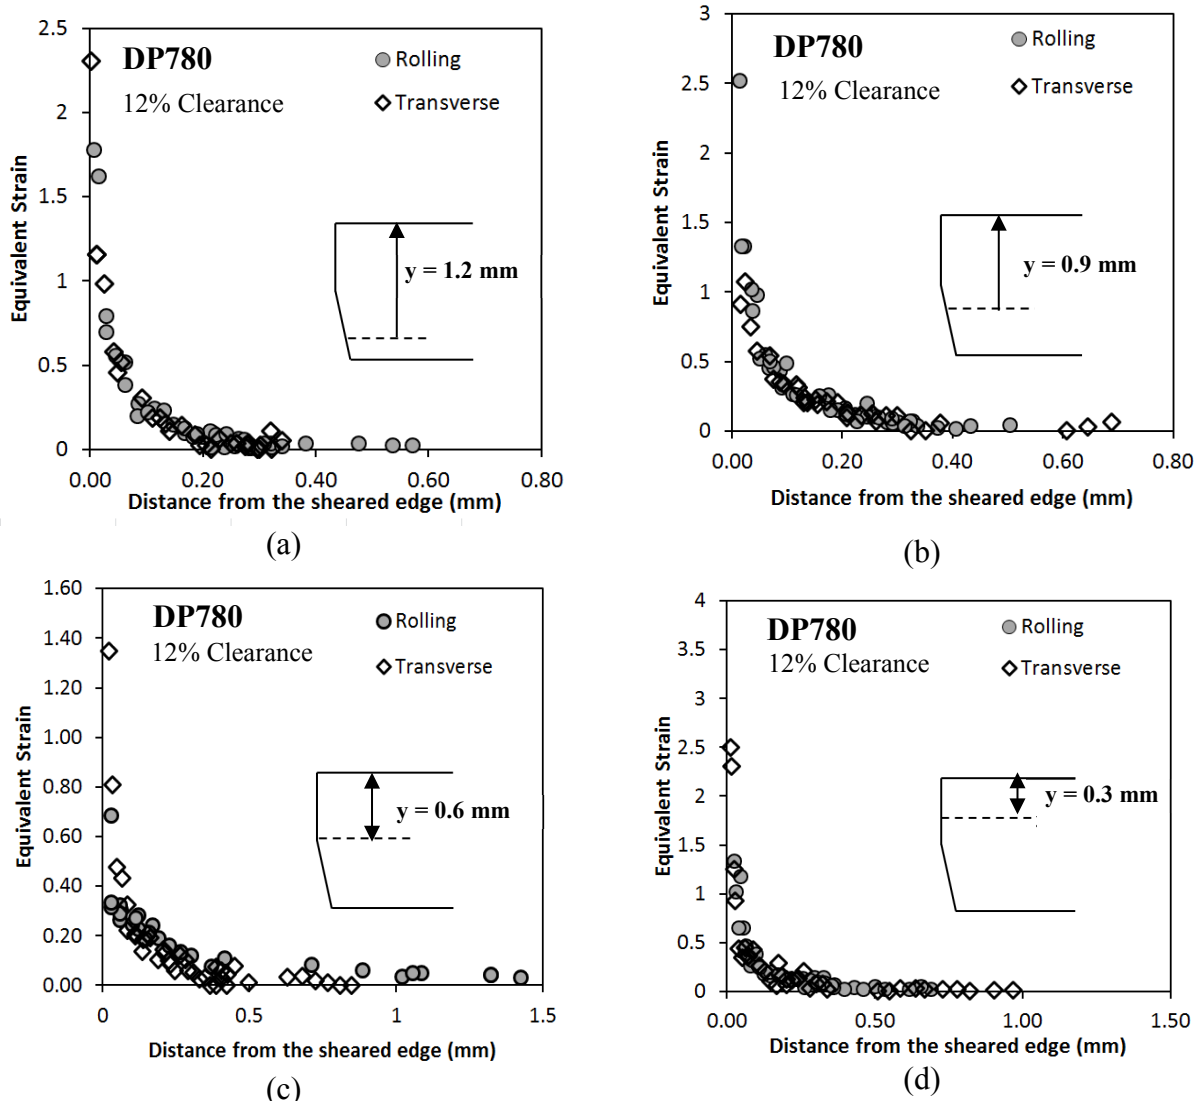 2.5
2
1.5
1
0.5
0
0.00
0.20
0.40
0.60
0.80
Equivalent Strain
Distance from the sheared edge (mm)
DP780
12% Clearance
Rolling
Transverse
y = 1.2 mm
(a)
3
2.5
2
1.5
1
0.5
0
0.00
0.20
0.40
0.60
0.80
Equivalent Strain
Distance from the sheared edge (mm)
DP780
12% Clearance
Rolling
Transverse
y = 0.9 mm
(b)
1.60
1.40
1.20
1.00
0.80
0.60
0.40
0.20
0.00
0
0.5
1
1.5
Equivalent Strain
Distance from the sheared edge (mm)
DP780
12% Clearance
Rolling
Transverse
y = 0.6 mm
(c)
4
3.5
3
2.5
2
1.5
1
0.5
0
0.00
0.50
1.00
1.50
Equivalent Strain
Distance from the sheared edge (mm)
DP780
12% Clearance
Rolling
Transverse
y = 0.3 mm
(d)